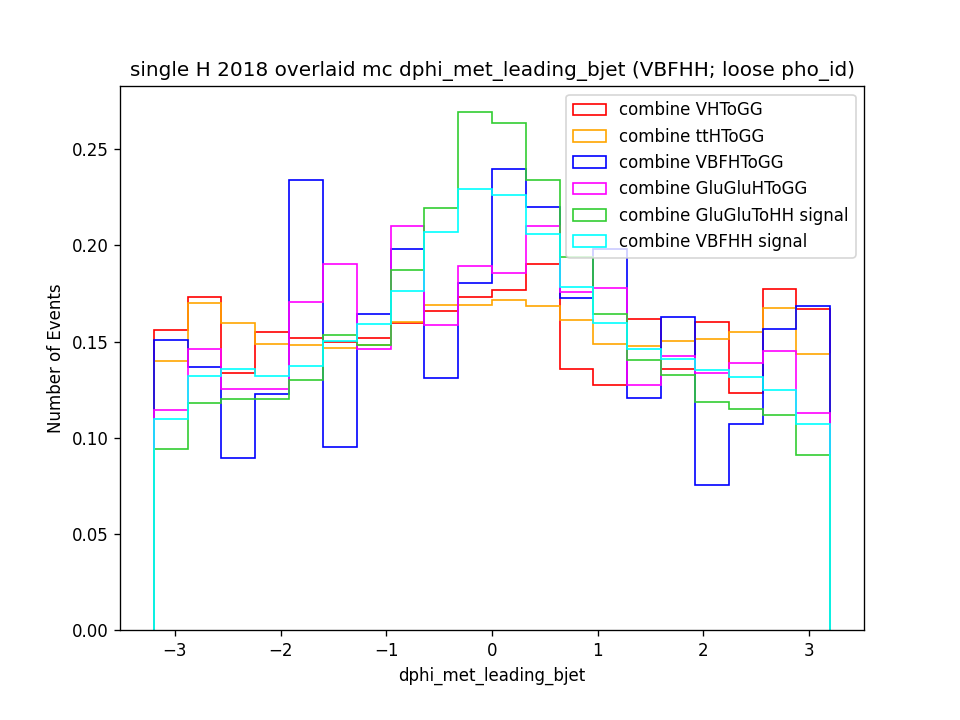 single H 2018 overlaid mc dphi_met_leading_bjet (VBFHH; loose pho_id)
combine VHToGG
combine ttHToGG
combine VBFHToGG
combine GluGluHToGG
combine GluGluToHH signal
combine VBFHH signal
Number of Events
0.25
0.20
0.15
0.10
0.05
0.00
−3 −2 −1 0 1 2 3
dphi_met_leading_bjet